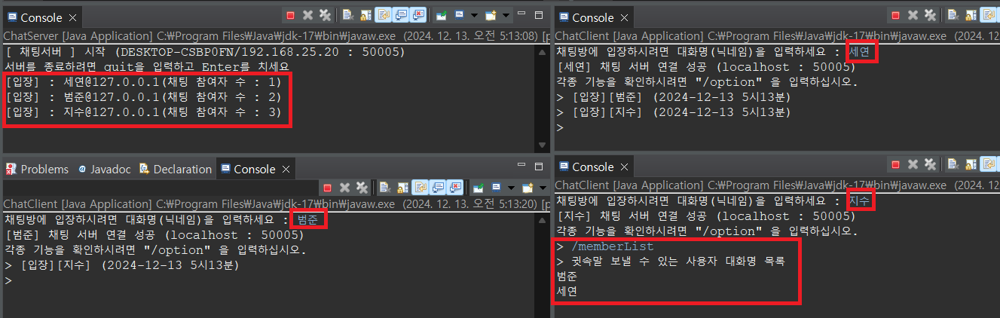 Console
ChatServer [Java Application] C:₩Program Files₩Java₩jdk-17₩bin₩javaw.exe (2024. 12. 13. 오전 5:13:08) [p
[ 채팅서버 ] 시작 (DESKTOP-CSBP0FN/192.168.25.20 : 50005)
서버를 종료하려면 quit을 입력하고 Enter를 치세요
[입장] : 세연@127.0.0.1(채팅 참여자 수 : 1)
[입장] : 범준@127.0.0.1(채팅 참여자 수 : 2)
[입장] : 지수@127.0.0.1(채팅 참여자 수 : 3)
Console
ChatClient [Java Application] C:₩Program Files₩Java₩jdk-17₩bin₩javaw.exe (2024. 12.
채팅방에 입장하시려면 대화명(닉네임)을 입력하세요 : 세연
[세연] 채팅 서버 연결 성공 (localhost : 50005)
각종 기능을 확인하시려면 "/option" 을 입력하십시오.
> [입장][범준] (2024-12-13 5시13분)
> [입장][지수] (2024-12-13 5시13분)
>
Problems @ Javadoc Declaration Console
ChatClient [Java Application] C:₩Program Files₩Java₩jdk-17₩bin₩javaw.exe (2024. 12. 13. 오전 5:13:20) [p
채팅방에 입장하시려면 대화명(닉네임)을 입력하세요 : 범준
[범준] 채팅 서버 연결 성공 (localhost : 50005)
각종 기능을 확인하시려면 "/option" 을 입력하십시오.
> [입장][지수] (2024-12-13 5시13분)
>
Console
ChatClient [Java Application] C:₩Program Files₩Java₩jdk-17₩bin₩javaw.exe (2024. 12.
채팅방에 입장하시려면 대화명(닉네임)을 입력하세요 : 지수
[지수] 채팅 서버 연결 성공 (localhost : 50005)
각종 기능을 확인하시려면 "/option" 을 입력하십시오.
> /memberList
> 귓속말 보낼 수 있는 사용자 대화명 목록
범준
세연